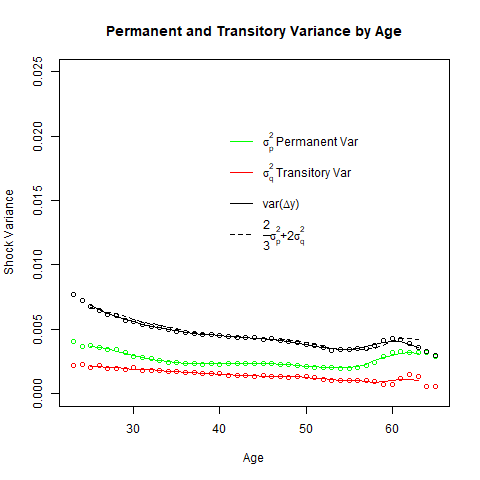 Permanent and Transitory Variance by Age
σ²ₚ Permanent Var
σ²q Transitory Var
var(Δy)
2/3σ²ₚ+2σ²q
Shock Variance
0.025
0.020
0.015
0.010
0.005
0.000
30 40 50 60
Age